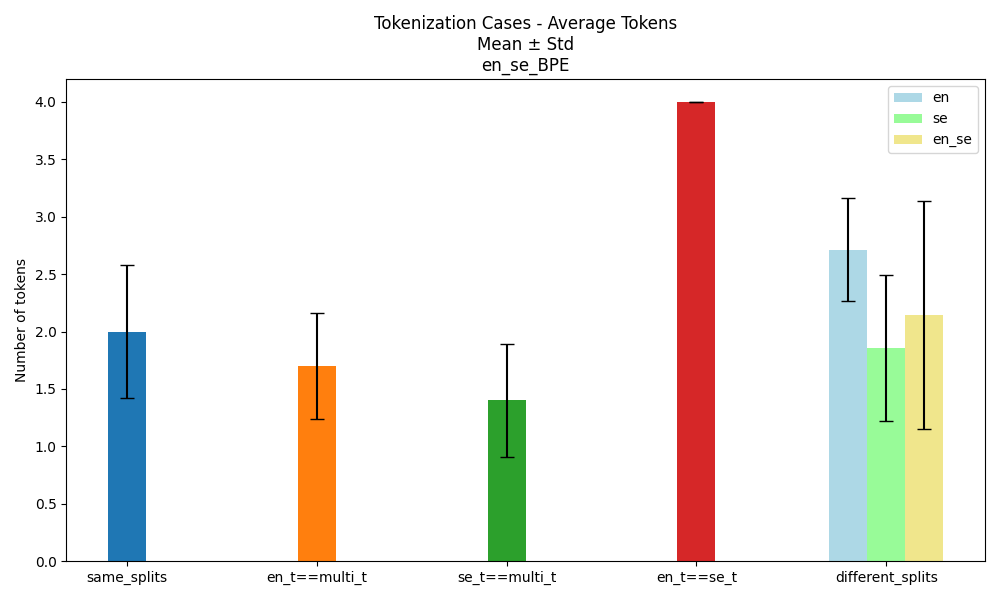 Tokenization Cases - Average Tokens
Mean ± Std
en_se_BPE
en
se
en_se
Number of tokens
4.0
3.5
3.0
2.5
2.0
1.5
1.0
0.5
0.0
same_splits
en_t==multi_t
se_t==multi_t
en_t==se_t
different_splits